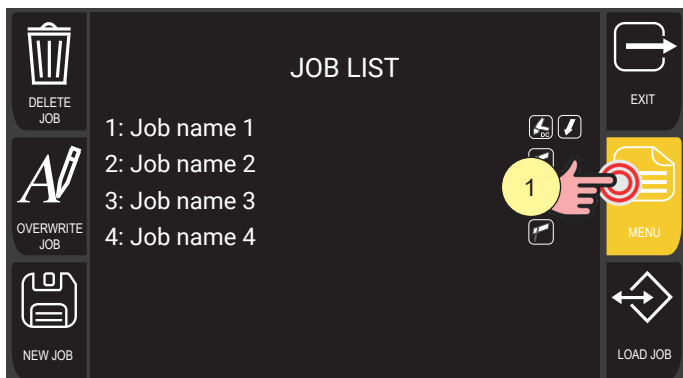 DELETE
JOB
OVERWRITE
JOB
NEW JOB
JOB LIST
1: Job name 1
DC
2: Job name 2
3: Job name 3
4: Job name 4
1
EXIT
MENU
LOAD JOB